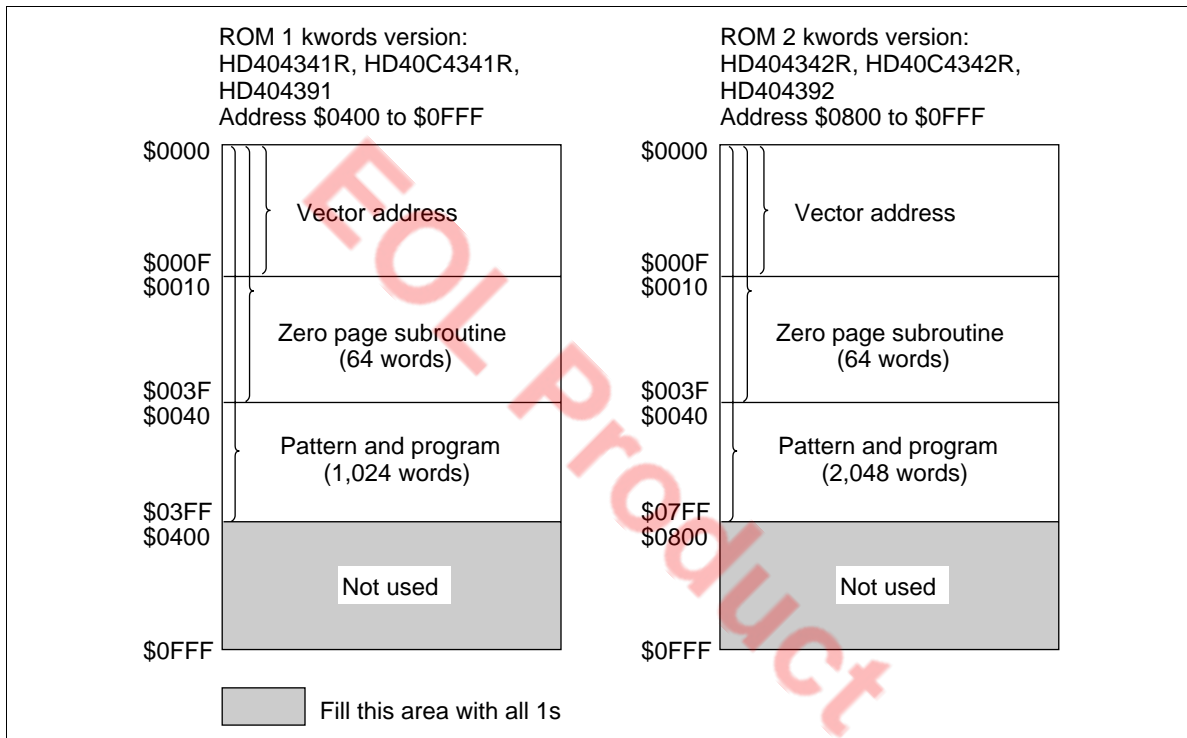 ROM 1 kwords version:
HD404341R, HD40C4341R,
HD404391
Address $0400 to $0FFF
$0000
Vector address
$000F
$0010
Zero page subroutine
(64 words)
$003F
$0040
Pattern and program
(1,024 words)
$03FF
$0400
Not used
$0FFF
ROM 2 kwords version:
HD404342R, HD40C4342R,
HD404392
Address $0800 to $0FFF
$0000
Vector address
$000F
$0010
Zero page subroutine
(64 words)
$003F
$0040
Pattern and program
(2,048 words)
$07FF
$0800
Not used
$0FFF
Fill this area with all 1s
EOL Product